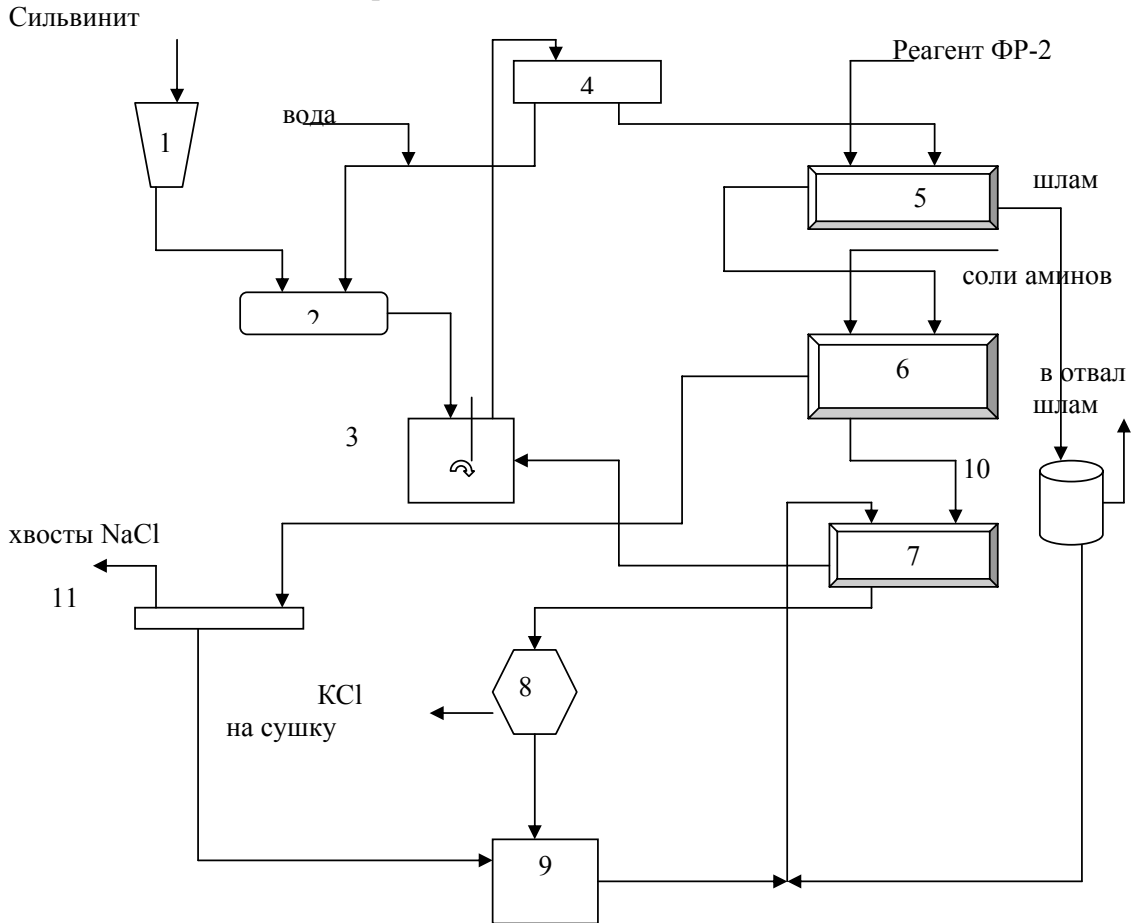 Сильвинит
Реагент ФР-2
4
вода
1
шлам
5
соли аминов
2
6
в отвал
шлам
3
10
хвосты NaCl
7
11
8
KCl
на сушку
9